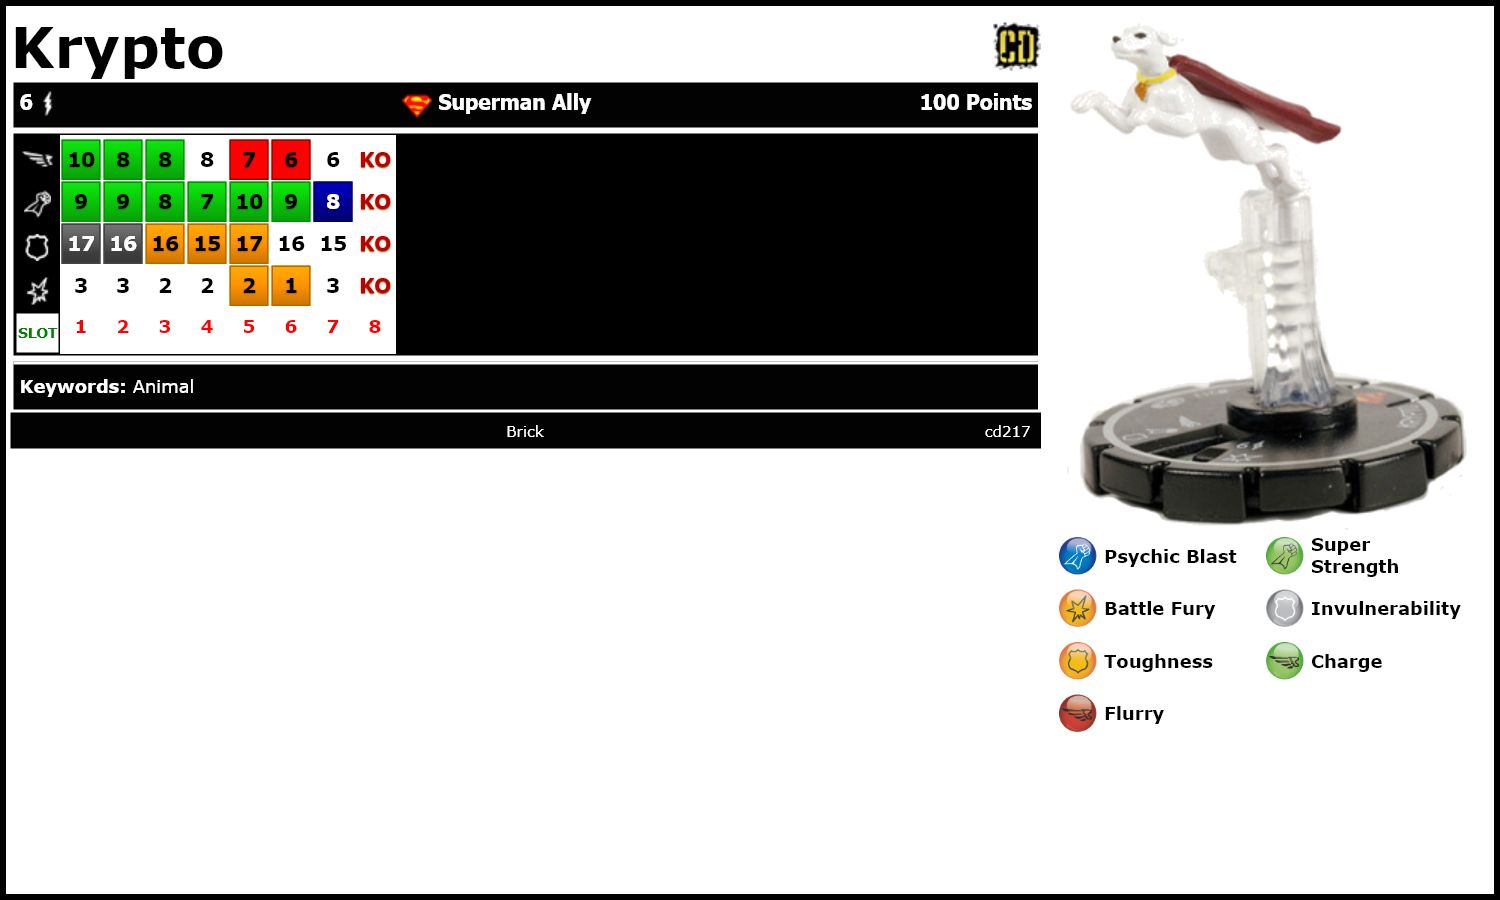 Krypto
CD
6 Superman Ally 100 Points
10 8 8 8 7 6 6 KO
9 9 8 7 10 9 8 KO
17 16 16 15 17 16 15 KO
3 3 2 2 2 1 3 KO
SLOT 1 2 3 4 5 6 7 8
Keywords: Animal
Brick cd217
Psychic Blast
Super
Strength
Battle Fury
Invulnerability
Toughness
Charge
Flurry